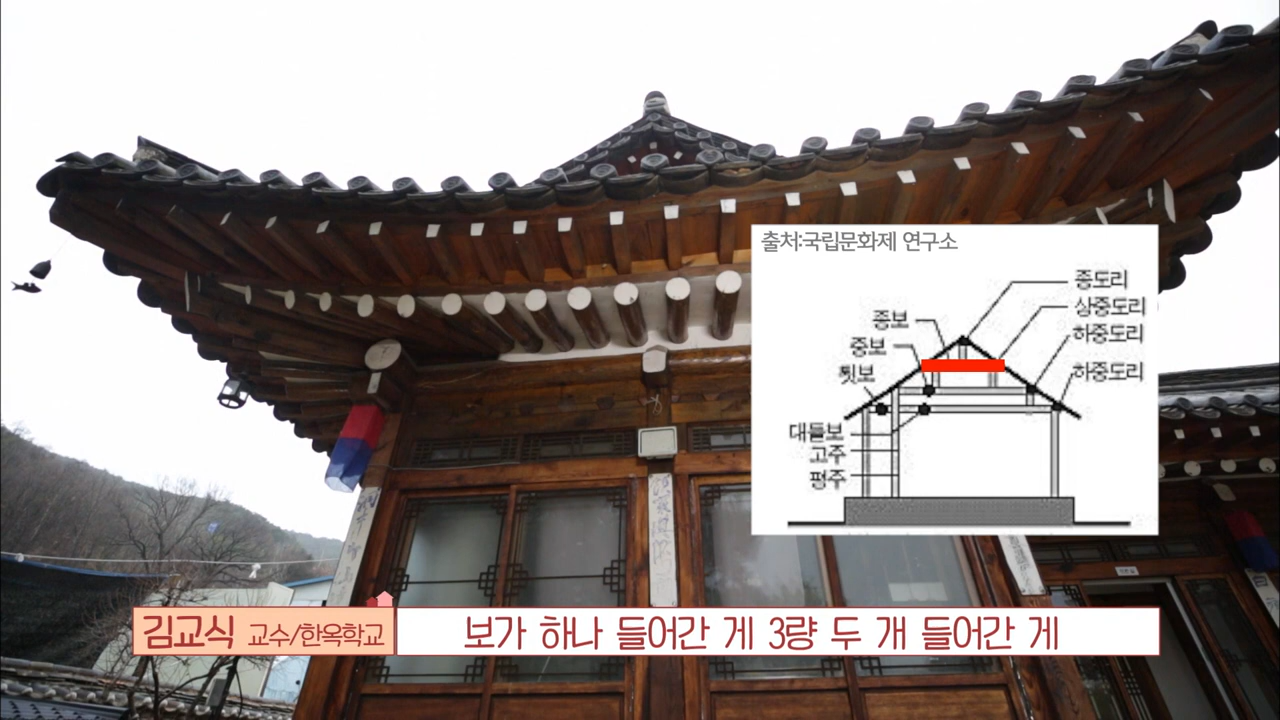 출처:국립문화제 연구소
종도리
상중도리
하중도리
하중도리
종보
중보
툇보
대들보
고주
평주
김교식 교수/한옥학교
보가 하나 들어간 게 3량 두 개 들어간 게